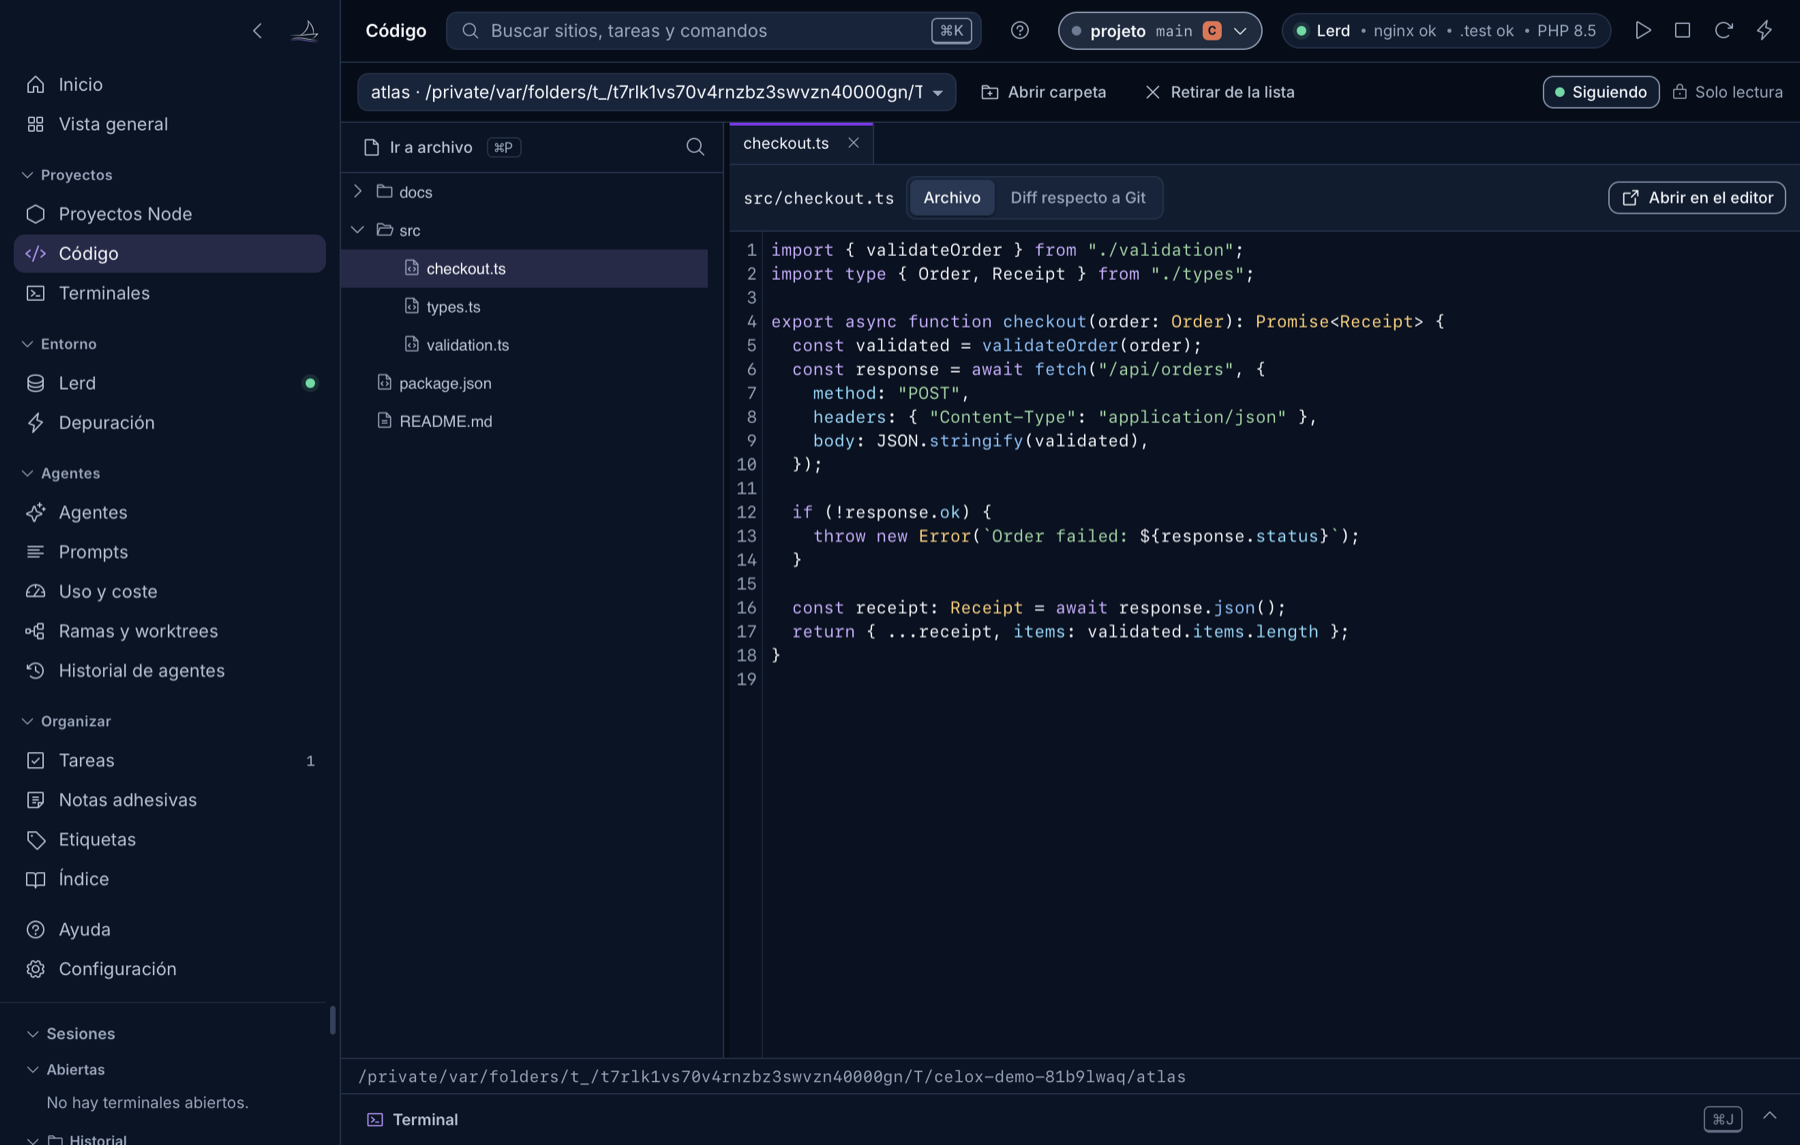 Código
Buscar sitios, tareas y comandos
⌘K
projeto main C
Lerd • nginx ok • .test ok • PHP 8.5
Inicio
Vista general
Proyectos
Proyectos Node
Código
Terminales
Entorno
Lerd
Depuración
Agentes
Agentes
Prompts
Uso y coste
Ramas y worktrees
Historial de agentes
Organizar
Tareas 1
Notas adhesivas
Etiquetas
Índice
Ayuda
Configuración
Sesiones
Abiertas
No hay terminales abiertos.
Historial
atlas · /private/var/folders/t_/t7rlk1vs70v4rnzbz3swvzn40000gn/T
Abrir carpeta
Retirar de la lista
Siguiendo
Solo lectura
Ir a archivo ⌘P
docs
src
checkout.ts
types.ts
validation.ts
package.json
README.md
checkout.ts
src/checkout.ts
Archivo
Diff respecto a Git
Abrir en el editor
1 import { validateOrder } from "./validation";
2 import type { Order, Receipt } from "./types";
3
4 export async function checkout(order: Order): Promise<Receipt> {
5   const validated = validateOrder(order);
6   const response = await fetch("/api/orders", {
7     method: "POST",
8     headers: { "Content-Type": "application/json" },
9     body: JSON.stringify(validated),
10   });
11
12   if (!response.ok) {
13     throw new Error(`Order failed: ${response.status}`);
14   }
15
16   const receipt: Receipt = await response.json();
17   return { ...receipt, items: validated.items.length };
18 }
19
/private/var/folders/t_/t7rlk1vs70v4rnzbz3swvzn40000gn/T/celox-demo-81b9lwaq/atlas
Terminal
⌘J